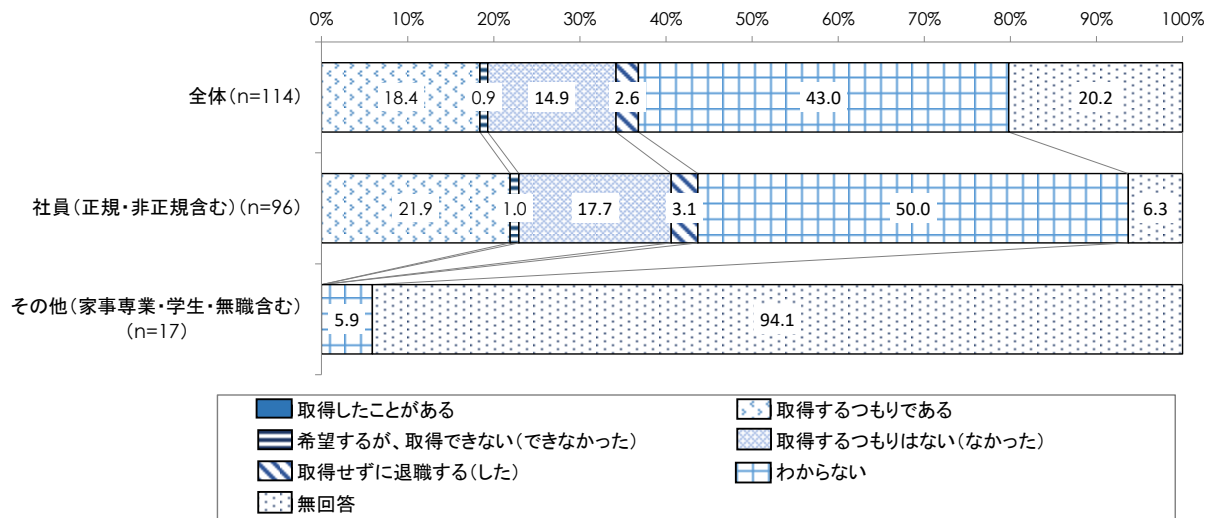 0% 10% 20% 30% 40% 50% 60% 70% 80% 90% 100%
全体(n=114) 18.4 0.9 14.9 2.6 43.0 20.2
社員(正規・非正規含む)(n=96) 21.9 1.0 17.7 3.1 50.0 6.3
その他(家事専業・学生・無職含む)
(n=17) 5.9 94.1
取得したことがある 取得するつもりである
希望するが、取得できない(できなかった) 取得するつもりはない(なかった)
取得せずに退職する(した) わからない
無回答